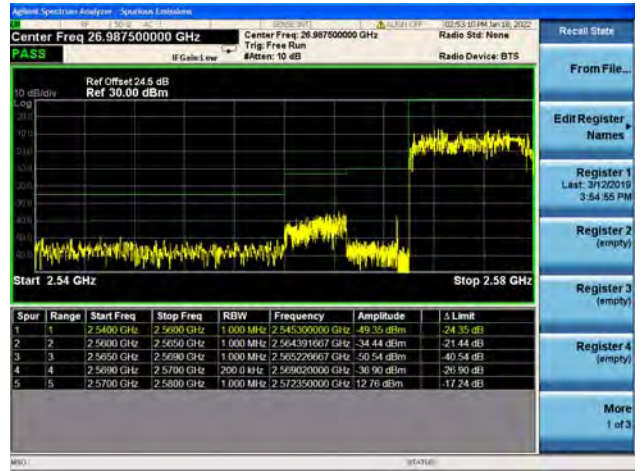 Agilent Spectrum Analyzer - Spurious Emissions
RF 50 Ω AC SENSE:INT ALIGN OFF 02:53:10 PM Jan 18, 2022
Center Freq 26.987500000 GHz Center Freq: 26.987500000 GHz Radio Std: None
Trig: Free Run
PASS IFGain:Low #Atten: 10 dB Radio Device: BTS
Ref Offset 24.5 dB
10 dB/div Ref 30.00 dBm
Log
Start 2.54 GHz Stop 2.58 GHz
Spur Range Start Freq Stop Freq RBW Frequency Amplitude Δ Limit
1 1 2.5400 GHz 2.5600 GHz 1.000 MHz 2.545300000 GHz -49.35 dBm -24.35 dB
2 2 2.5600 GHz 2.5650 GHz 1.000 MHz 2.564391667 GHz -34.44 dBm -21.44 dB
3 3 2.5650 GHz 2.5690 GHz 1.000 MHz 2.565226667 GHz -50.54 dBm -40.54 dB
4 4 2.5690 GHz 2.5700 GHz 200.0 kHz 2.569020000 GHz -36.90 dBm -26.90 dB
5 5 2.5700 GHz 2.5800 GHz 1.000 MHz 2.572350000 GHz 12.76 dBm -17.24 dB
MSG STATUS
Recall State
From File...
Edit Register
Names
Register 1
Last: 3/12/2019
3:54:55 PM
Register 2
(empty)
Register 3
(empty)
Register 4
(empty)
More
1 of 3